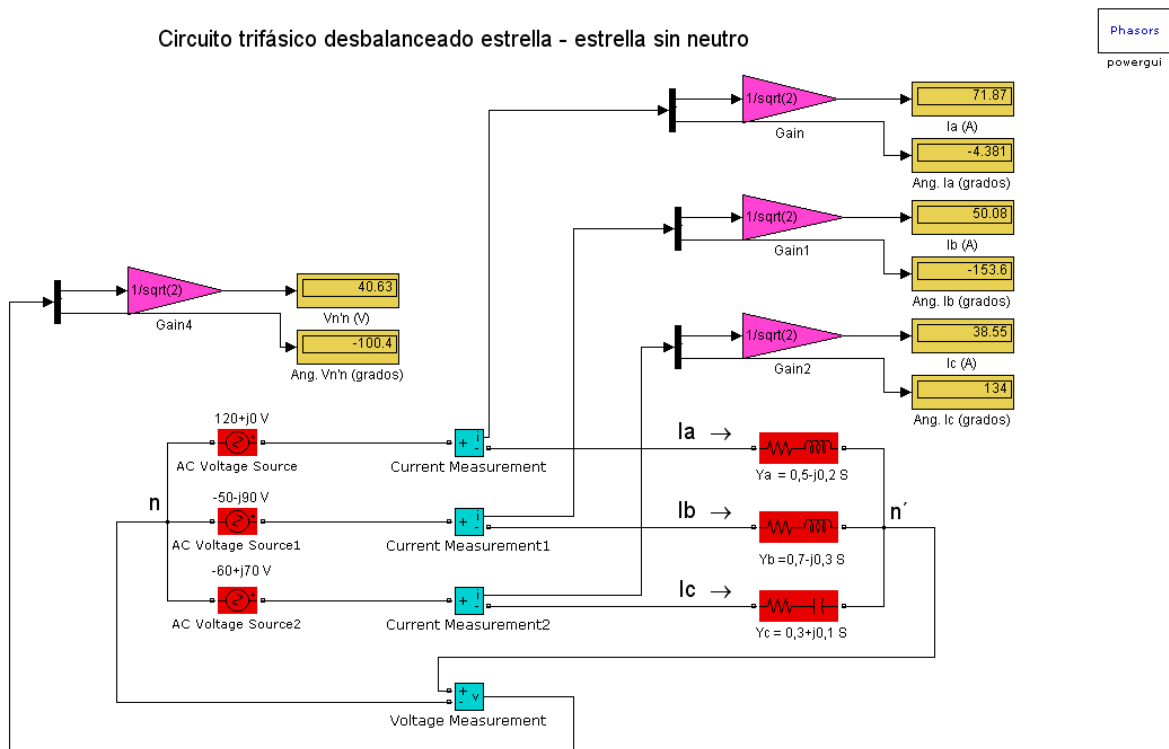 Circuito trifásico desbalanceado estrella - estrella sin neutro
Phasors
powergui
1/sqrt(2)
Gain
71.87
Ia (A)
-4.381
Ang. Ia (grados)
1/sqrt(2)
Gain1
50.08
Ib (A)
-153.6
Ang. Ib (grados)
1/sqrt(2)
Gain4
40.63
Vn'n (V)
-100.4
Ang. Vn'n (grados)
1/sqrt(2)
Gain2
38.55
Ic (A)
134
Ang. Ic (grados)
120+j0 V
AC Voltage Source
+ i
-
Current Measurement
Ia →
Ya = 0,5-j0,2 S
n
-50-j90 V
AC Voltage Source1
+ i
-
Current Measurement1
Ib →
Yb =0,7-j0,3 S
n´
-60+j70 V
AC Voltage Source2
+ i
-
Current Measurement2
Ic →
Yc = 0,3+j0,1 S
+ v
-
Voltage Measurement